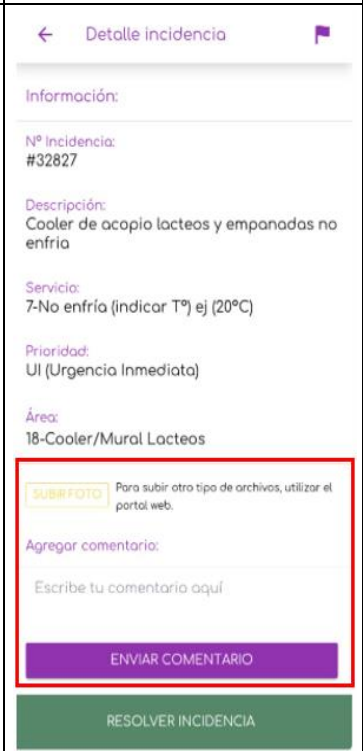 Detalle incidencia
Información:
Nº Incidencia:
#32827
Descripción:
Cooler de acopio lacteos y empanadas no
enfria
Servicio:
7-No enfría (indicar Tº) ej (20ºC)
Prioridad:
UI (Urgencia Inmediata)
Área:
18-Cooler/Mural Lacteos
SUBIR FOTO
Para subir otro tipo de archivos, utilizar el
portal web.
Agregar comentario:
Escribe tu comentario aquí
ENVIAR COMENTARIO
RESOLVER INCIDENCIA